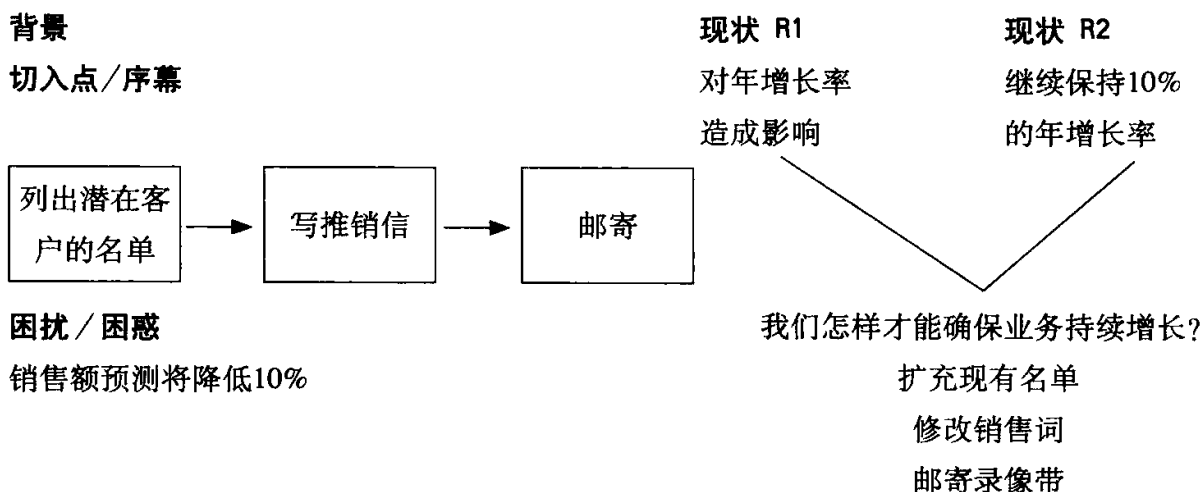 背景
切入点/序幕
列出潜在客
户的名单
写推销信
邮寄
困扰/困惑
销售额预测将降低10%
现状 R1
对年增长率
造成影响
现状 R2
继续保持10%
的年增长率
我们怎样才能确保业务持续增长?
扩充现有名单
修改销售词
邮寄录像带